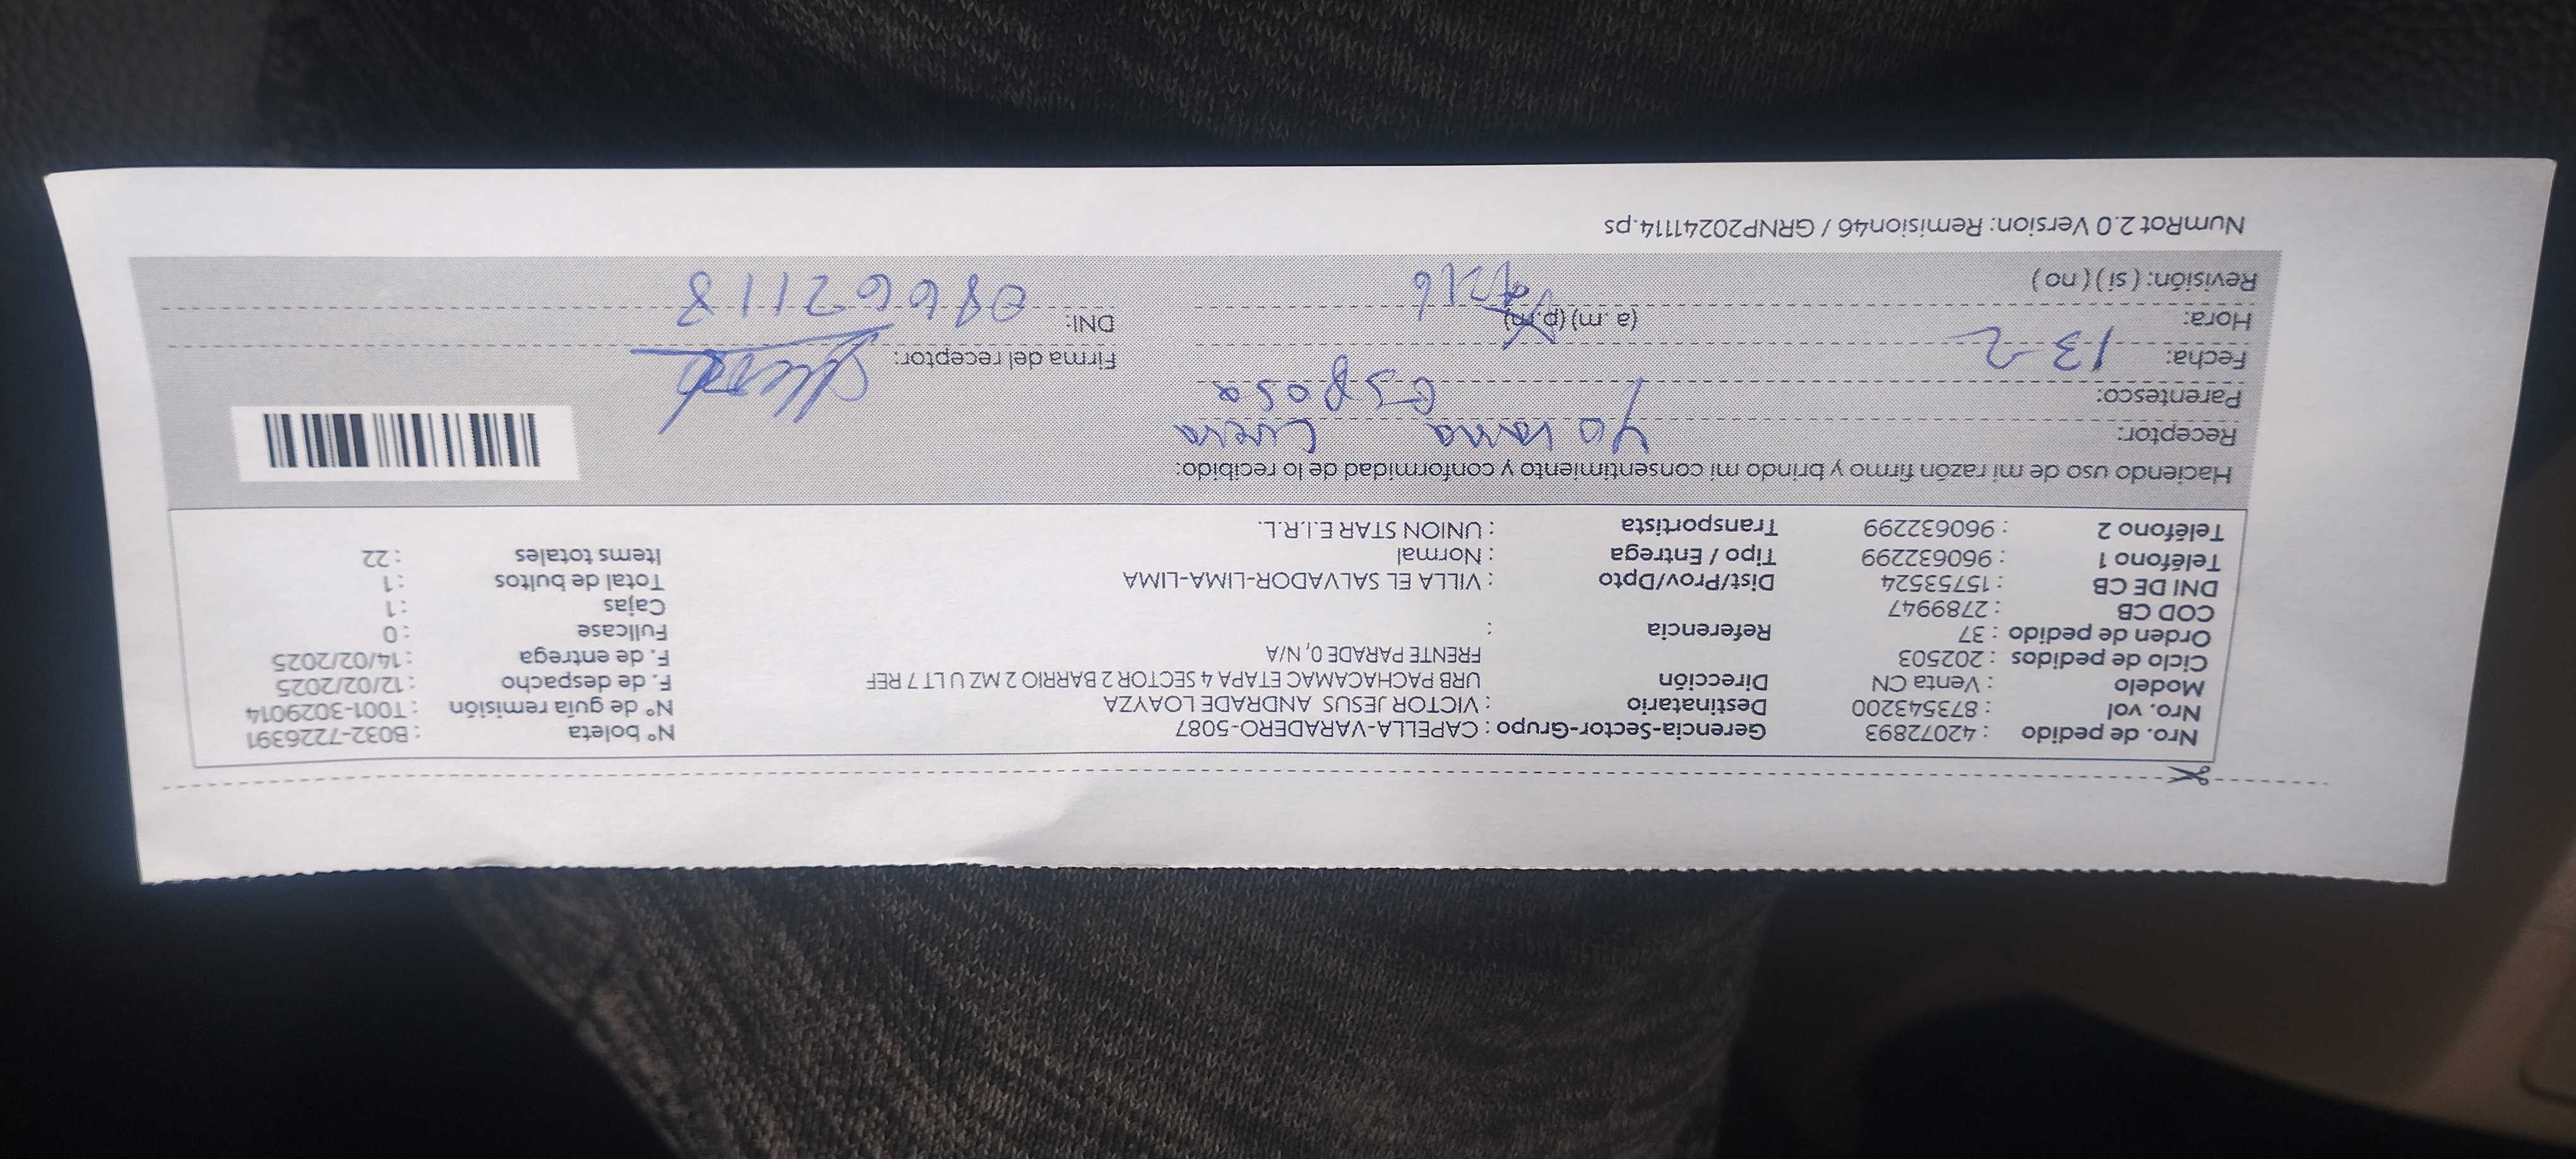 Nro. de pedido : 42072893 Gerencia-Sector-Grupo : CAPELLA-VARADERO-5087 N° boleta : B032-7226391
Nro. vol : 873543200 Destinatario : VICTOR JESUS ANDRADE LOAYZA N° de guía remisión : T001-3029014
Modelo : Venta CN Dirección URB PACHACAMAC ETAPA 4 SECTOR 2 BARRIO 2 MZ U LT 7 REF F. de despacho : 12/02/2025
Ciclo de pedidos : 202503 FRENTE PARADE 0, N/A F. de entrega : 14/02/2025
Orden de pedido : 37 Referencia : Fullcase : 0
COD CB : 2789947 Cajas : 1
DNI DE CB : 15753524 Dist/Prov/Dpto : VILLA EL SALVADOR-LIMA-LIMA Total de bultos : 1
Teléfono 1 : 960632299 Tipo / Entrega : Normal Items totales : 22
Teléfono 2 : 960632299 Transportista : UNION STAR E.I.R.L.
Haciendo uso de mi razón firmo y brindo mi consentimiento y conformidad de lo recibido:
Receptor:
Parentesco: Esposa
Fecha: 13 2 Firma del receptor:
Hora: (a. m) (p. m) DNI: 08662118
Revisión: ( si ) ( no )
NumRot 2.0 Version: Remision46 / GRNP20241114.ps